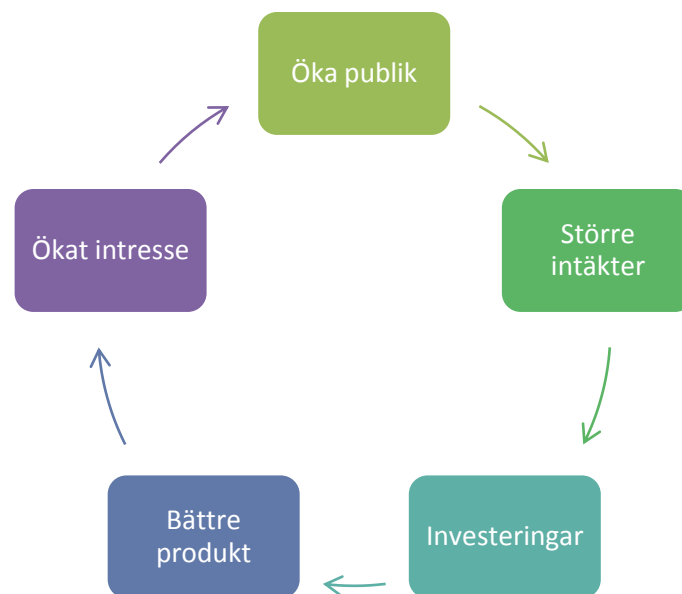 Öka publik
Större
intäkter
Investeringar
Bättre
produkt
Ökat intresse